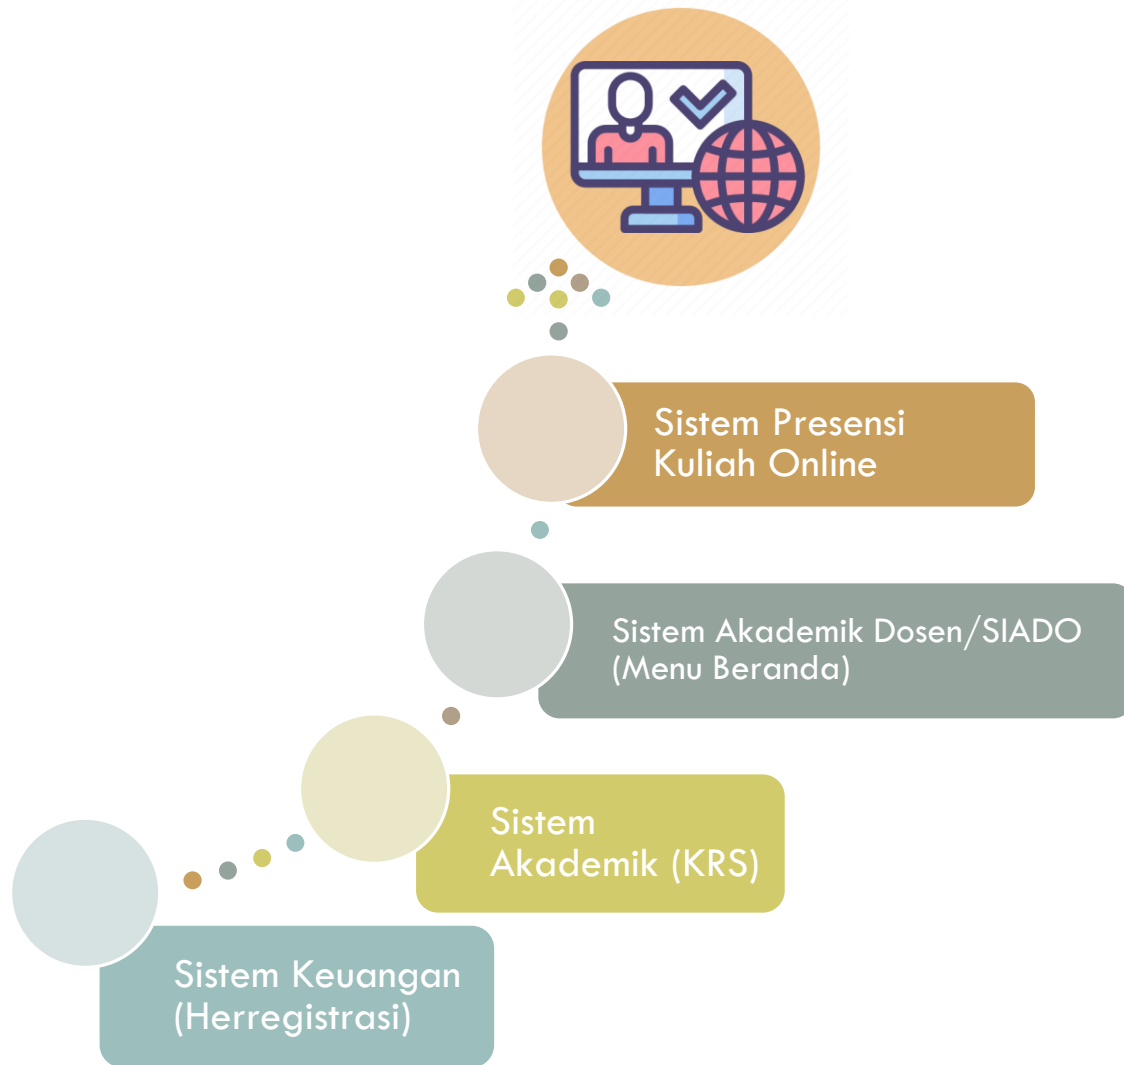 Sistem Presensi
Kuliah Online
Sistem Akademik Dosen/SIADO
(Menu Beranda)
Sistem
Akademik (KRS)
Sistem Keuangan
(Herregistrasi)